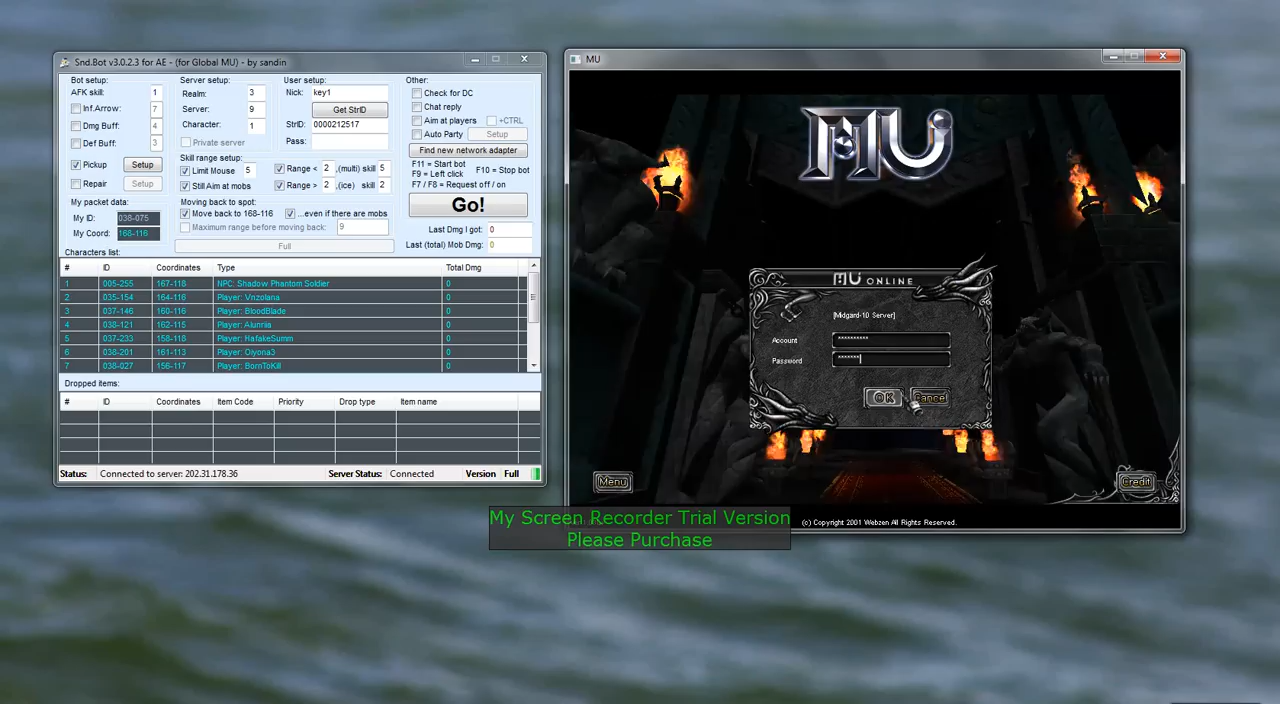 Snd.Bot v3.0.2.3 for AE - (for Global MU) - by sandin
Bot setup:
AFK skill: 1
Inf.Arrow: 7
Dmg Buff: 4
Def Buff: 3
Pickup Setup
Repair Setup
My packet data:
My ID: 038-075
My Coord: 168-116
Server setup:
Realm: 3
Server: 9
Character: 1
Private server
Skill range setup:
Limit Mouse 5
Still Aim at mobs
Range < 2 ,(multi) skill 5
Range > 2 ,(ice) skill 2
Moving back to spot:
Move back to 168-116 ...even if there are mobs
Maximum range before moving back: 9
Full
User setup:
Nick: key1
Get StrID
StrID: 0000212517
Pass:
Other:
Check for DC
Chat reply
Aim at players +CTRL
Auto Party Setup
Find new network adapter
F11 = Start bot
F9 = Left click F10 = Stop bot
F7 / F8 = Request off / on
Go!
Last Dmg I got: 0
Last (total) Mob Dmg: 0
Characters list:
# ID Coordinates Type Total Dmg
1 005-255 167-118 NPC: Shadow Phantom Soldier 0
2 035-154 164-116 Player: Vnzolana 0
3 037-146 160-116 Player: BloodBlade 0
4 038-121 162-115 Player: Alunriia 0
5 037-233 158-118 Player: HafakeSumm 0
6 038-201 161-113 Player: Diyona3 0
7 038-027 156-117 Player: BornToKill 0
Dropped items:
# ID Coordinates Item Code Priority Drop type Item name
Status: Connected to server: 202.31.178.36 Server Status: Connected Version Full
MU
MU
MU ONLINE
[Midgard-10 Server]
Account **********
Password *******
OK Cancel
Menu
Credit
(c) Copyright 2001 Webzen All Rights Reserved.
My Screen Recorder Trial Version
Please Purchase